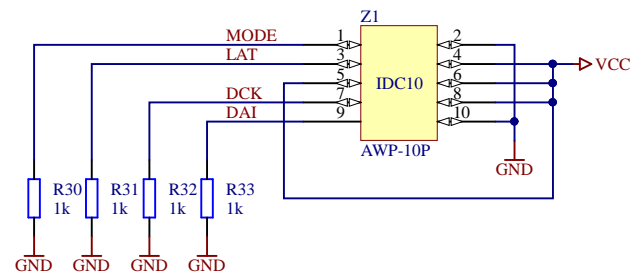 Z1
MODE 1 2
LAT 3 4
VCC
5 IDC10 6
DCK 7 8
DAI 9 10
AWP-10P
GND
R30 R31 R32 R33
1k 1k 1k 1k
GND GND GND GND